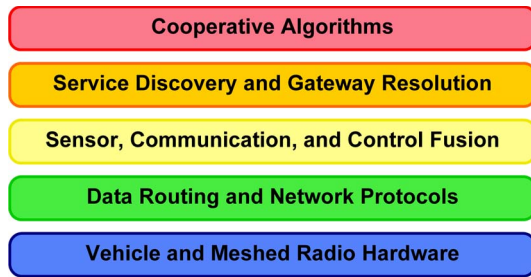 Cooperative Algorithms
Service Discovery and Gateway Resolution
Sensor, Communication, and Control Fusion
Data Routing and Network Protocols
Vehicle and Meshed Radio Hardware